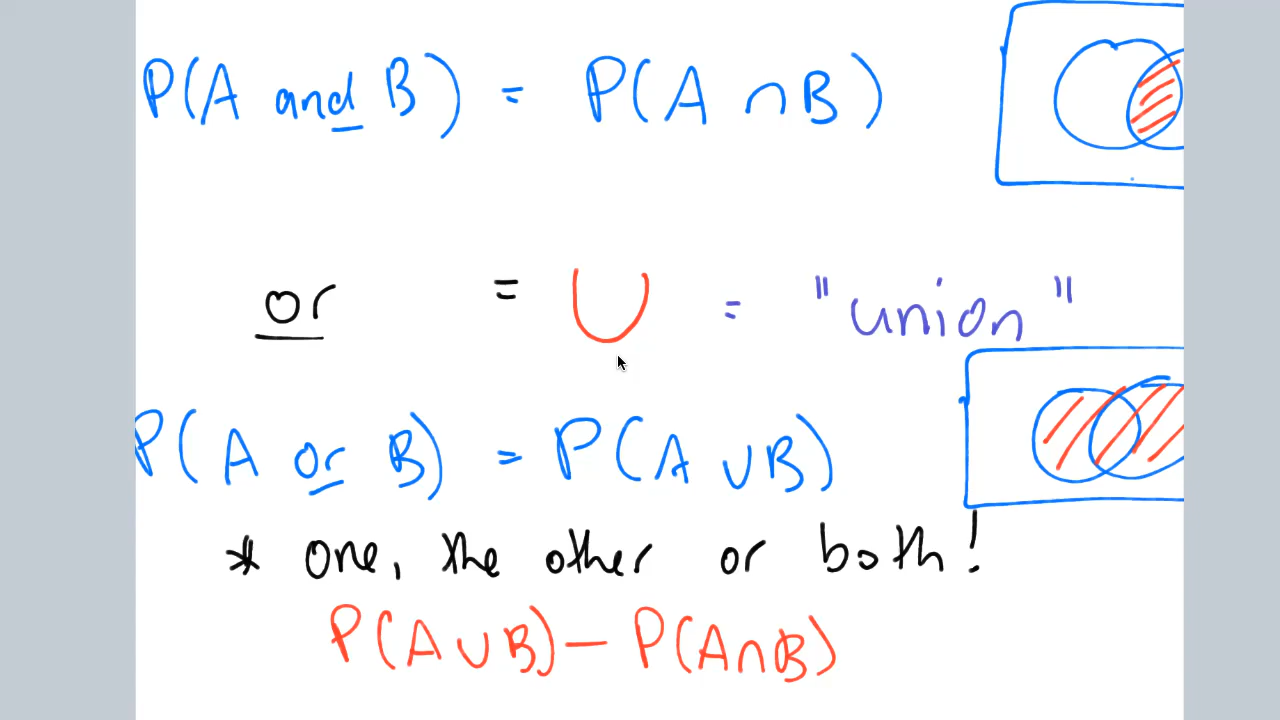 P(A and B) = P(A ∩ B)
or = ∪ = "union"
P(A or B) = P(A ∪ B)
* one, the other or both!
P(A ∪ B) – P(A ∩ B)